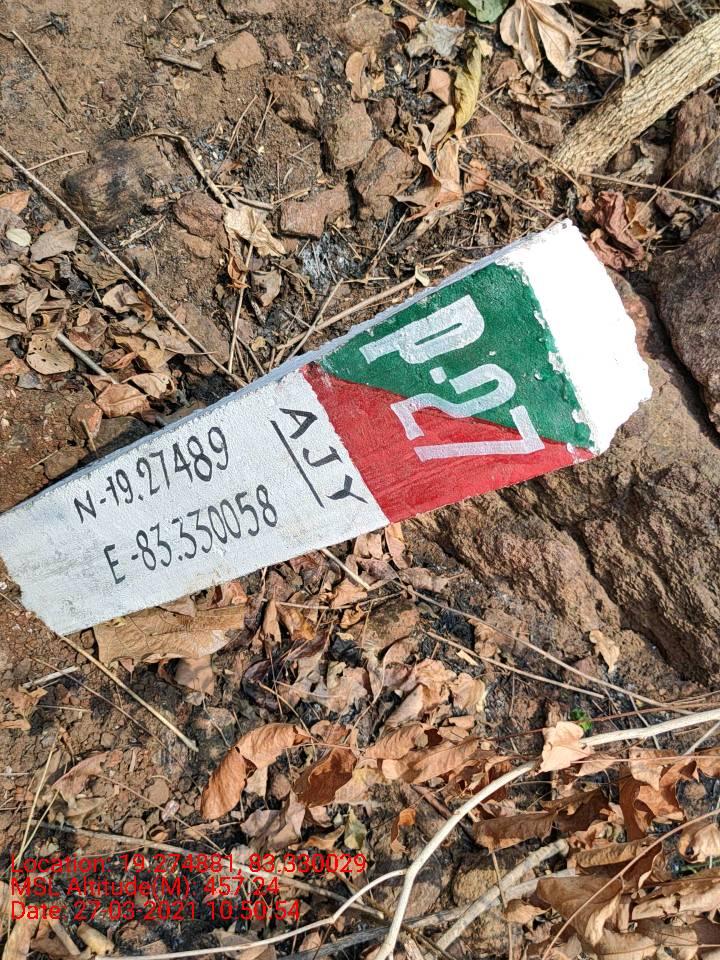 P.27
AJY
N-19.27489
E-83.330058
Location: 19.274881, 83.330029
MSL Altitude(M): 457.24
Date: 27-03-2021 10:50:54